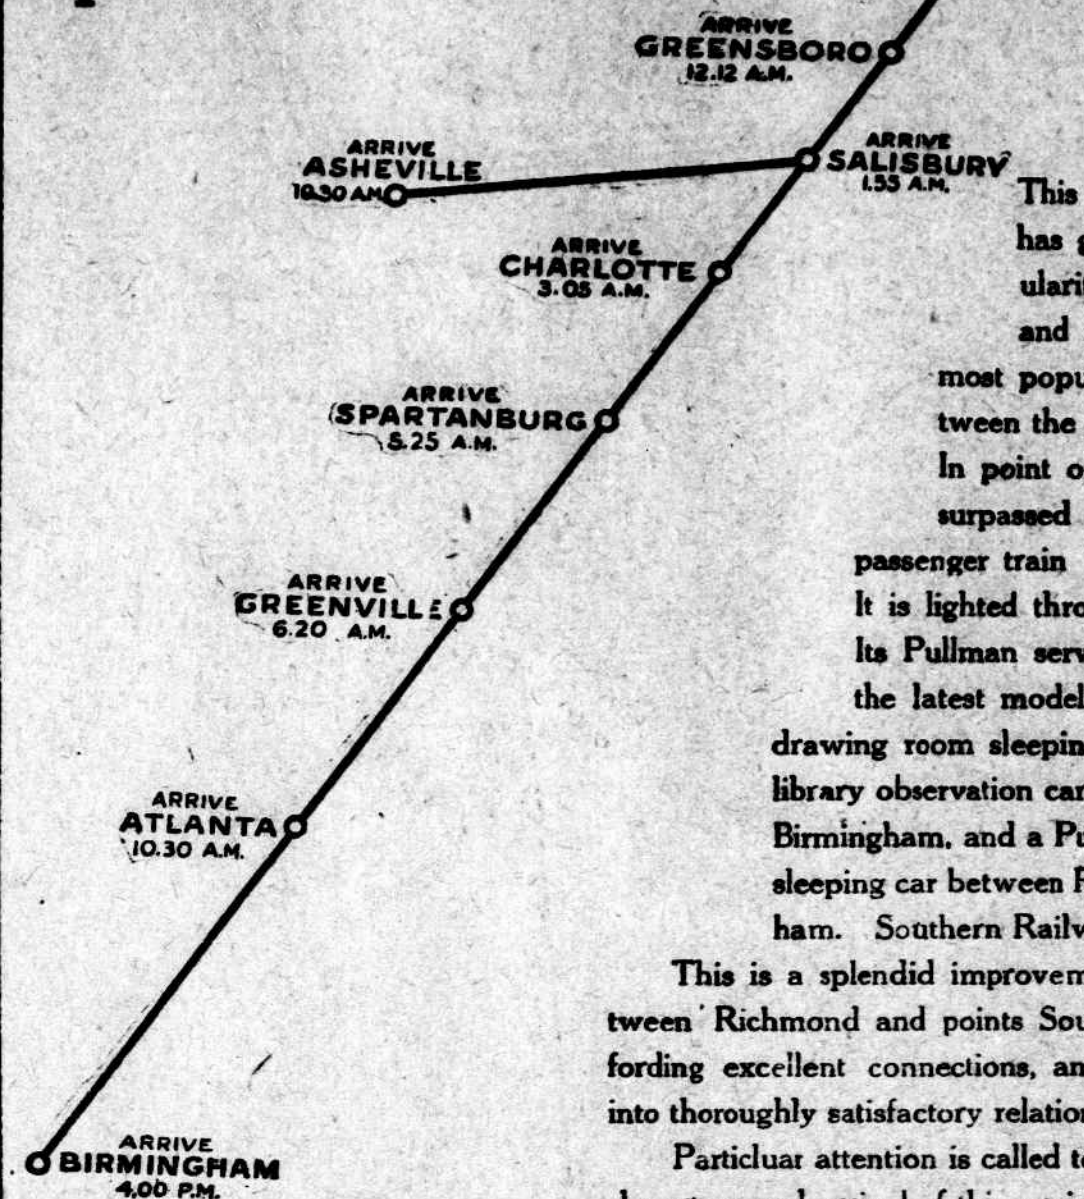 ARRIVE
GREENSBORO
12.12 A.M.
ARRIVE
SALISBURY
1.55 A.M.
ARRIVE
ASHEVILLE
10.30 A.M.
ARRIVE
CHARLOTTE
3.05 A.M.
ARRIVE
SPARTANBURG
5.25 A.M.
ARRIVE
GREENVILLE
6.20 A.M.
ARRIVE
ATLANTA
10.30 A.M.
ARRIVE
BIRMINGHAM
4.00 P.M.
This
has
ularit
and
most popu
tween the
In point o
surpassed
passenger train
It is lighted thro
Its Pullman serv
the latest model
drawing room sleepin
library observation car
Birmingham, and a Pu
sleeping car between
ham. Southern Railw
This is a splendid improvem
tween Richmond and points Sou
fording excellent connections, an
into thoroughly satisfactory relation
Particluar attention is called t